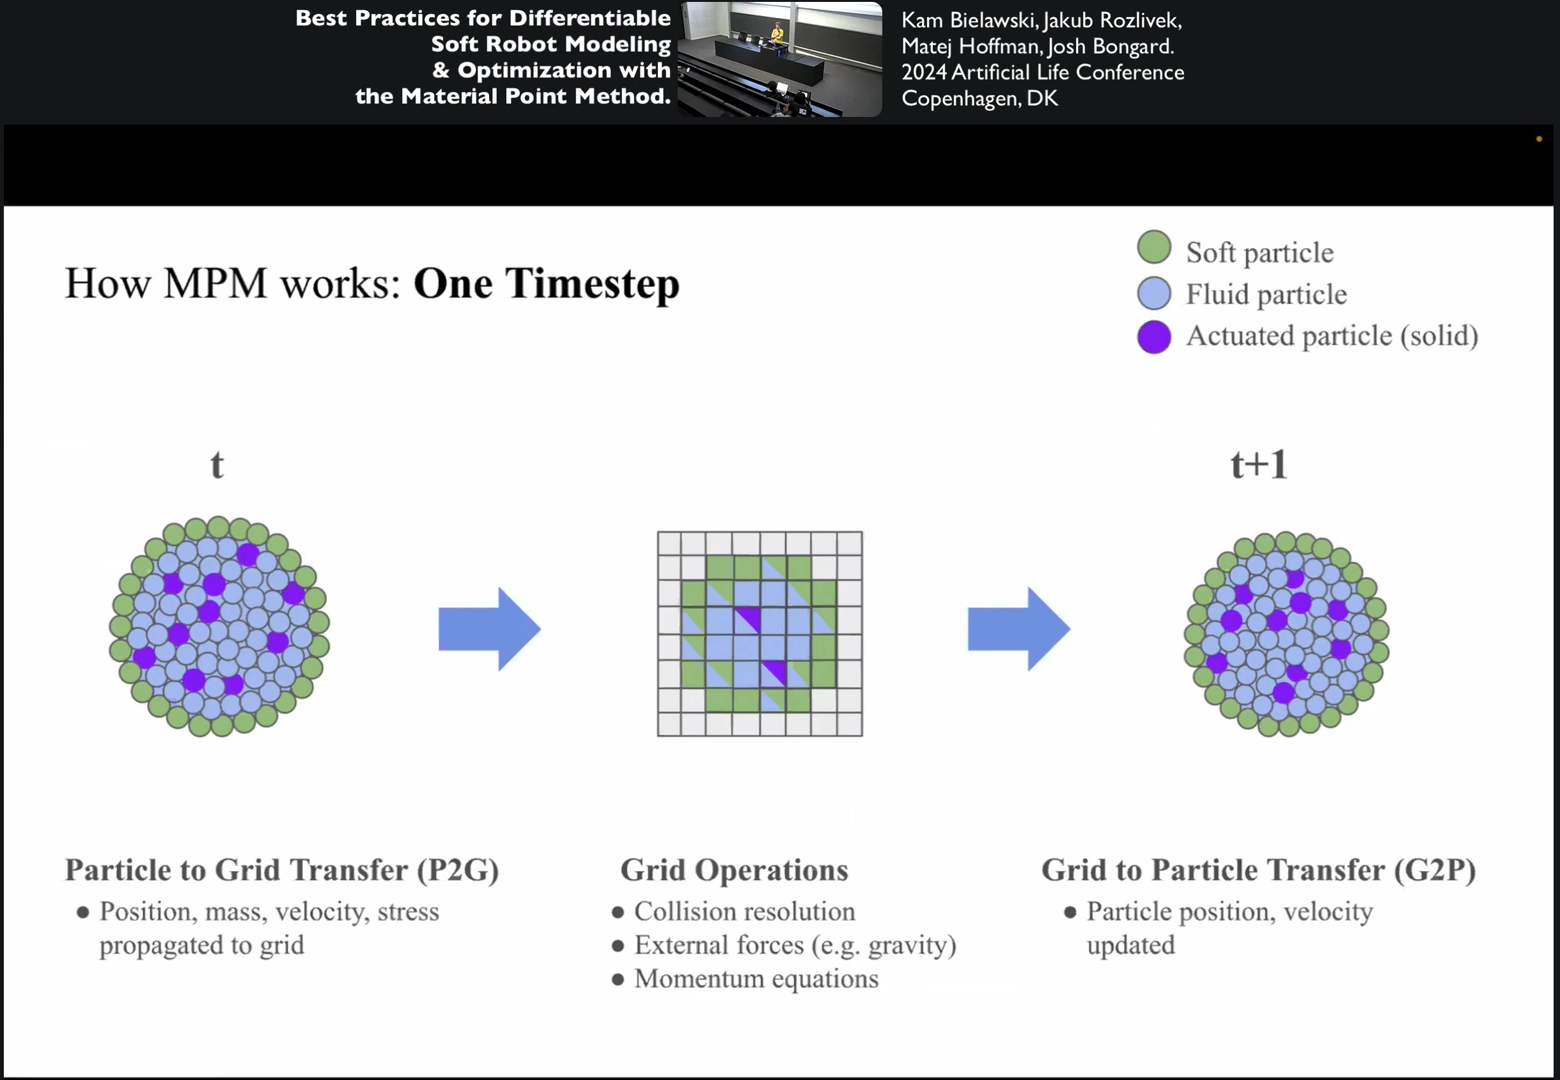 Best Practices for Differentiable
Soft Robot Modeling
& Optimization with
the Material Point Method.
Kam Bielawski, Jakub Rozlivek,
Matej Hoffman, Josh Bongard.
2024 Artificial Life Conference
Copenhagen, DK
How MPM works: One Timestep
Soft particle
Fluid particle
Actuated particle (solid)
t
t+1
Particle to Grid Transfer (P2G)
● Position, mass, velocity, stress
propagated to grid
Grid Operations
● Collision resolution
● External forces (e.g. gravity)
● Momentum equations
Grid to Particle Transfer (G2P)
● Particle position, velocity
updated